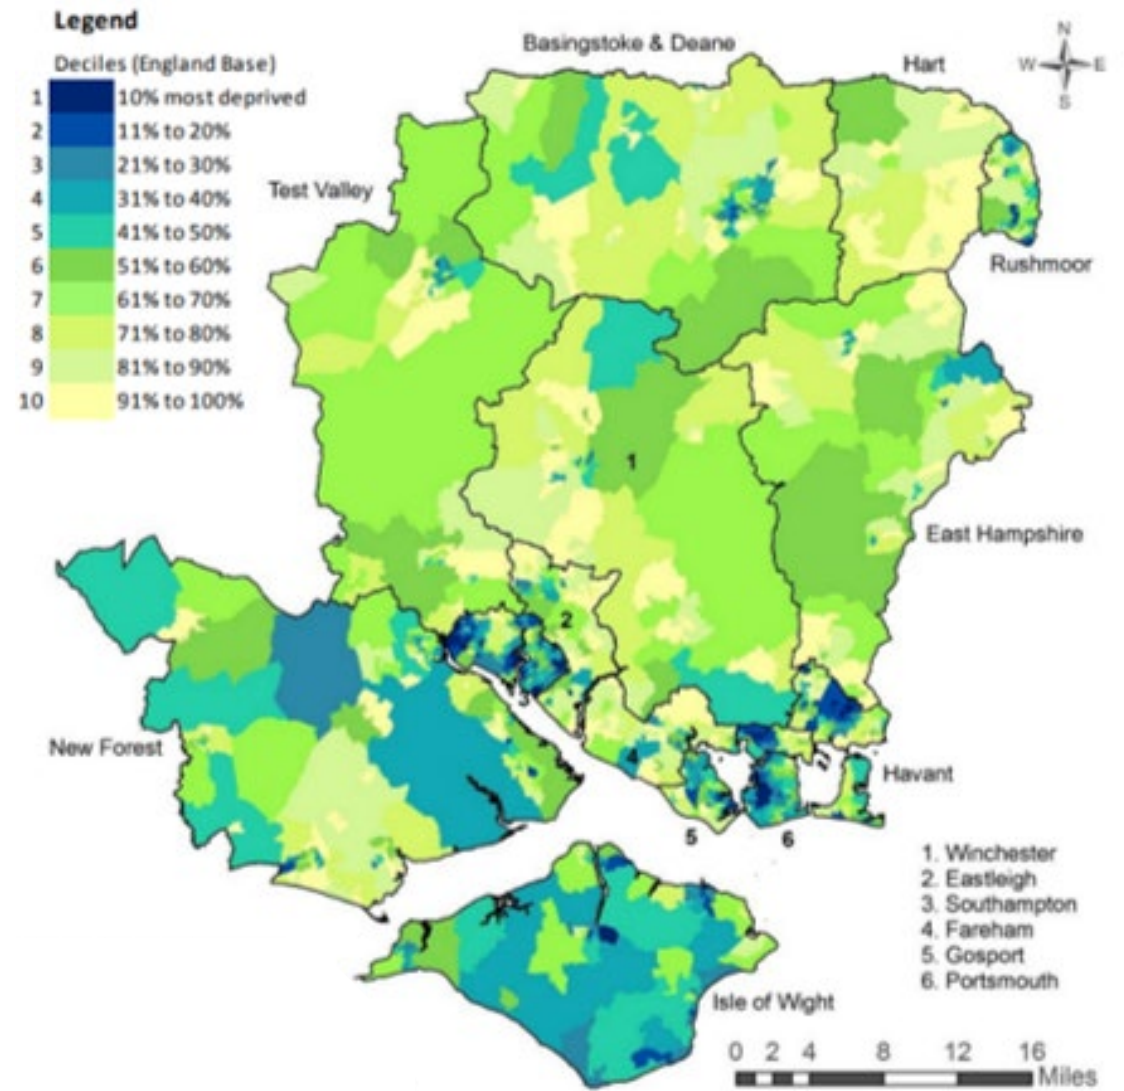 Legend
Deciles (England Base)
1 10% most deprived
2 11% to 20%
3 21% to 30%
4 31% to 40%
5 41% to 50%
6 51% to 60%
7 61% to 70%
8 71% to 80%
9 81% to 90%
10 91% to 100%
Basingstoke & Deane
Hart
N
W E
S
Test Valley
Rushmoor
1
East Hampshire
2
3
New Forest
4
Havant
5
6
1. Winchester
2. Eastleigh
3. Southampton
4. Fareham
5. Gosport
6. Portsmouth
Isle of Wight
0 2 4 8 12 16
Miles